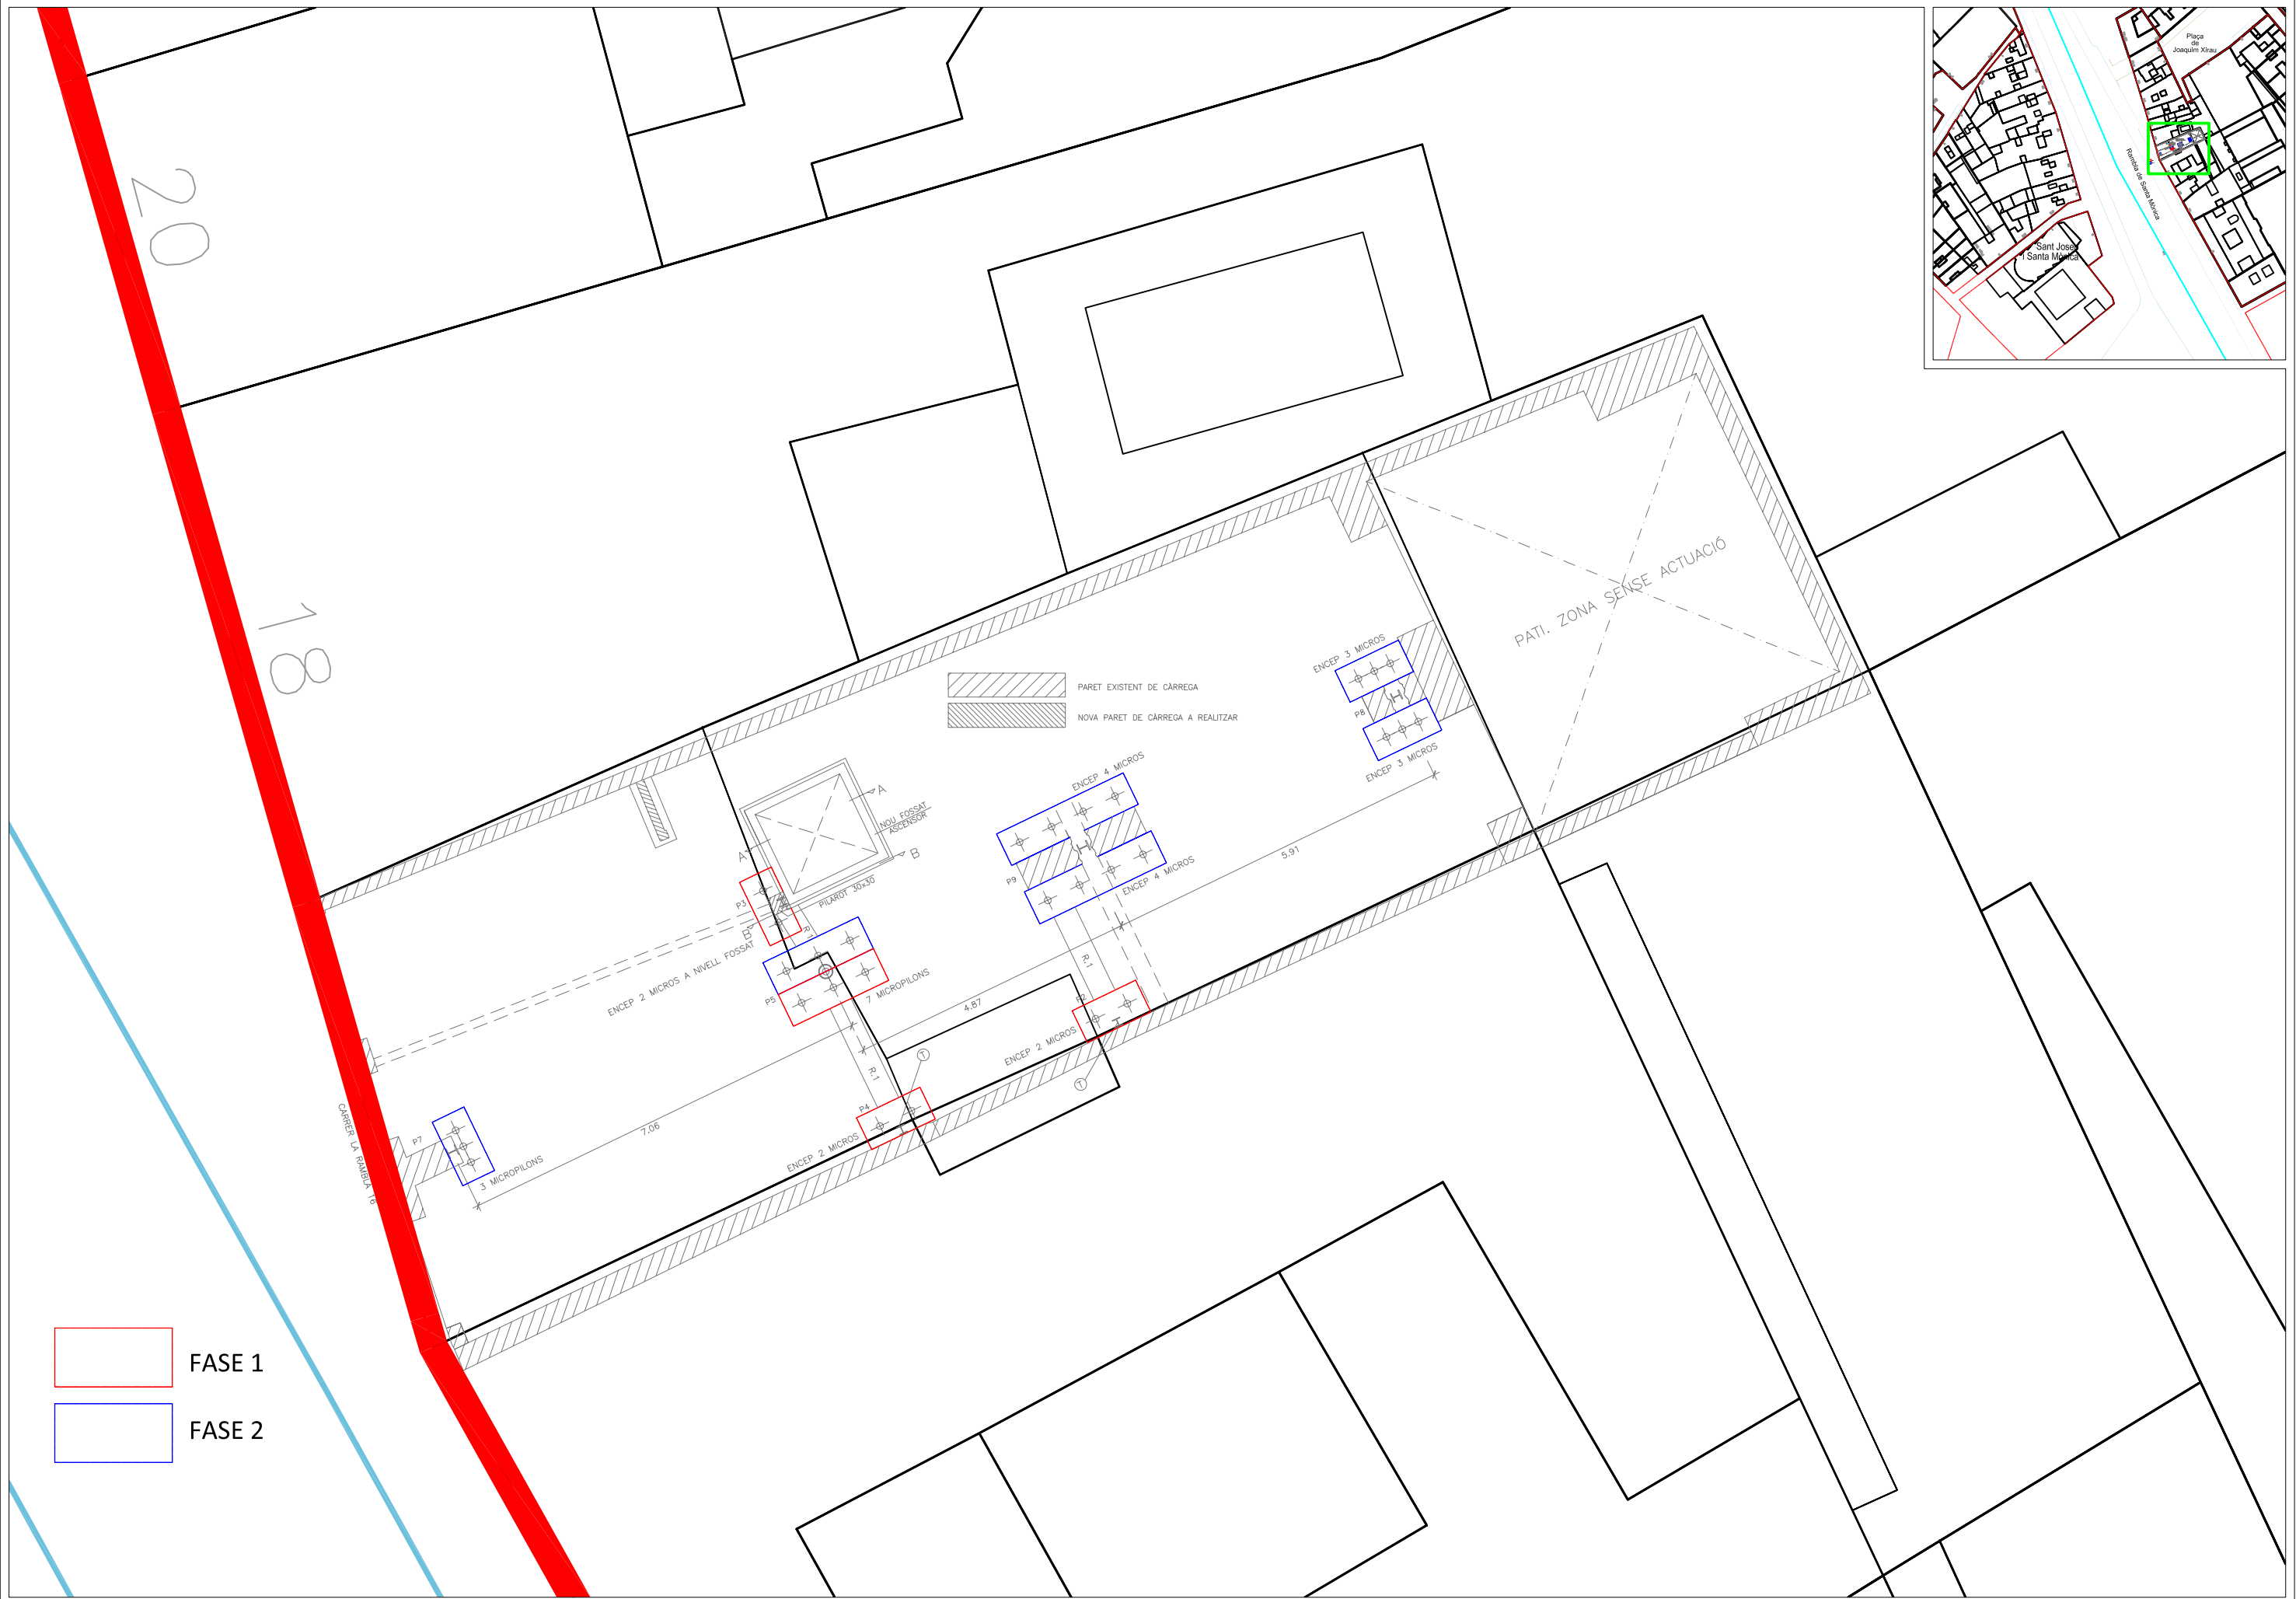 20
18
Plaça
de
Joaquim Xirau
Rambla de Santa Mònica
Sant Josep
i Santa Mònica
PATI. ZONA SENSE ACTUACIÓ
PARET EXISTENT DE CÀRREGA
NOVA PARET DE CÀRREGA A REALITZAR
ENCEP 3 MICROS
P8
ENCEP 3 MICROS
ENCEP 4 MICROS
P9
ENCEP 4 MICROS
5.91
A
NOU FOSSAT
ASCENSOR
A
B
P3
PILAROT 30x30
B
R.1
ENCEP 2 MICROS A NIVELL FOSSAT
P5
7 MICROPILONS
R.1
4.87
P2
ENCEP 2 MICROS
T
T
R.1
P4
ENCEP 2 MICROS
7.06
P7
3 MICROPILONS
CARRER LA RAMBLA 16
FASE 1
FASE 2